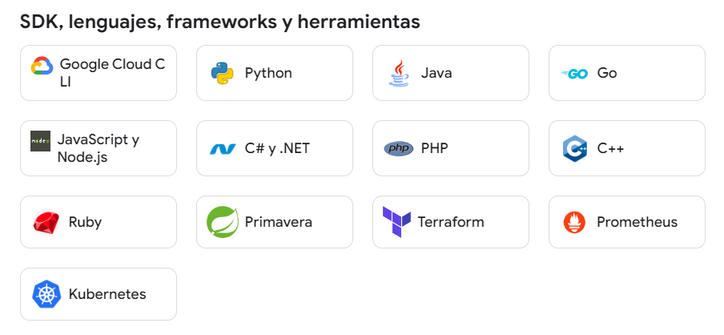 SDK, lenguajes, frameworks y herramientas
Google Cloud C
LI
Python
Java
GO
Go
node
JavaScript y
Node.js
C# y .NET
php
PHP
C
C++
Ruby
Primavera
Terraform
Prometheus
Kubernetes